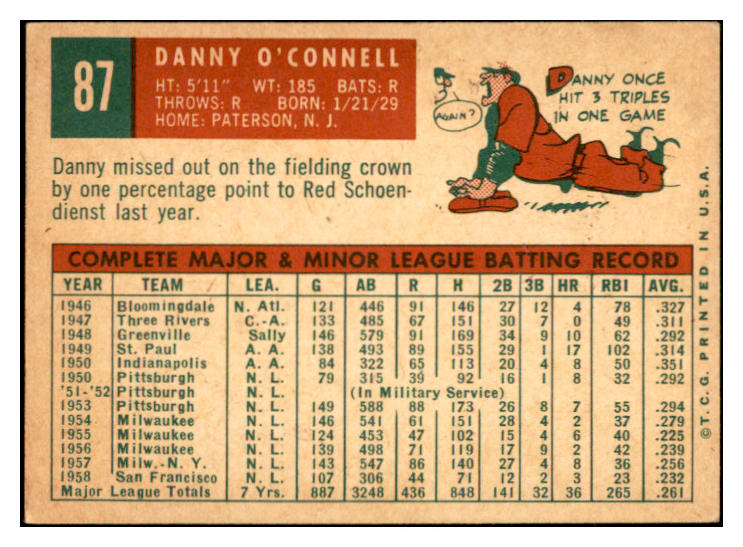 87
DANNY O'CONNELL
HT: 5'11" WT: 185 BATS: R
THROWS: R BORN: 1/21/29
HOME: PATERSON, N. J.
AGAIN?
DANNY ONCE
HIT 3 TRIPLES
IN ONE GAME
Danny missed out on the fielding crown
by one percentage point to Red Schoen-
dienst last year.
COMPLETE MAJOR & MINOR LEAGUE BATTING RECORD
YEAR TEAM LEA. G AB R H 2B 3B HR RBI AVG.
1946 Bloomingdale N. Atl. 121 446 91 146 27 12 4 78 .327
1947 Three Rivers C.-A. 133 485 67 151 30 7 0 49 .311
1948 Greenville Sally 146 579 91 169 34 9 10 62 .292
1949 St. Paul A. A. 138 493 89 155 29 1 17 102 .314
1950 Indianapolis A. A. 84 322 65 113 20 4 8 50 .351
1950 Pittsburgh N. L. 79 315 39 92 16 1 8 32 .292
'51-'52 Pittsburgh N. L. (In Military Service)
1953 Pittsburgh N. L. 149 588 88 173 26 8 7 55 .294
1954 Milwaukee N. L. 146 541 61 151 28 4 2 37 .279
1955 Milwaukee N. L. 124 453 47 102 15 4 6 40 .225
1956 Milwaukee N. L. 139 498 71 119 17 9 2 42 .239
1957 Milw.-N. Y. N. L. 143 547 86 140 27 4 8 36 .256
1958 San Francisco N. L. 107 306 44 71 12 2 3 23 .232
Major League Totals 7 Yrs. 887 3248 436 848 141 32 36 265 .261
© T.C.G. PRINTED IN U.S.A.